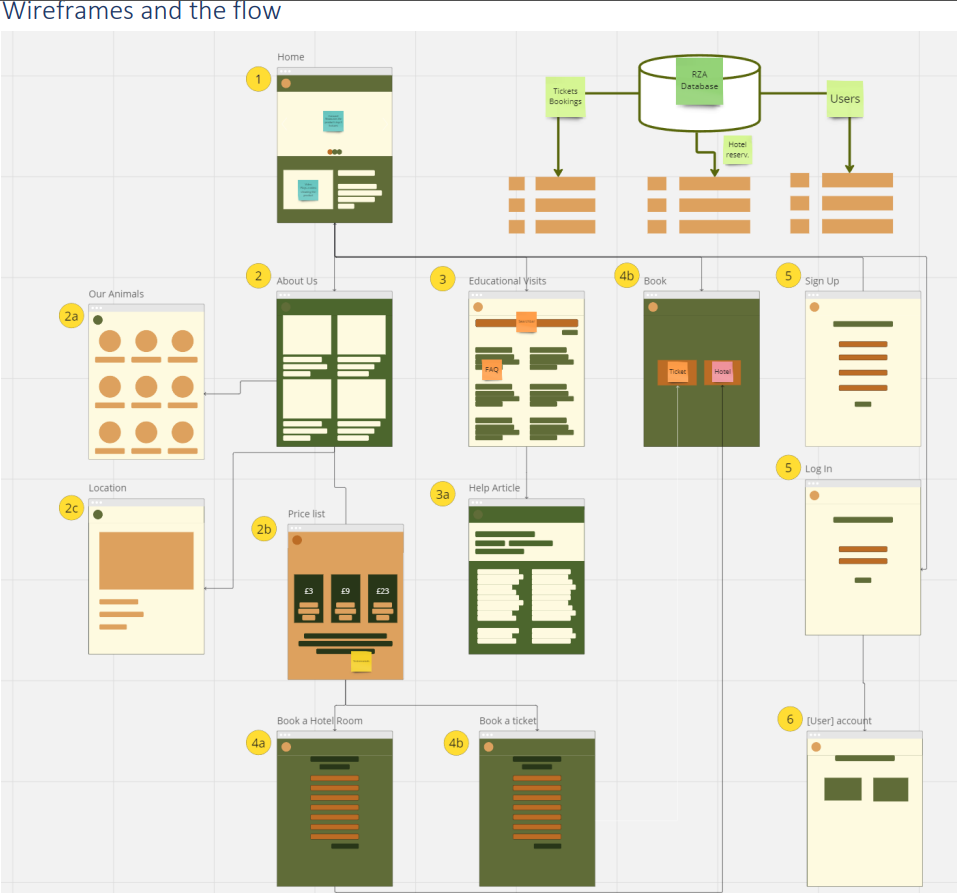 Wireframes and the flow
Home
1
RZA
Database
Tickets
Bookings
Users
Hotel
reserv.
2
About Us
3
Educational Visits
4b
Book
5
Sign Up
Our Animals
2a
FAQ
Ticket
Hotel
5
Log In
Location
2c
3a
Help Article
Price list
2b
£3
£9
£23
Book a Hotel Room
4a
Book a ticket
4b
6
[User] account